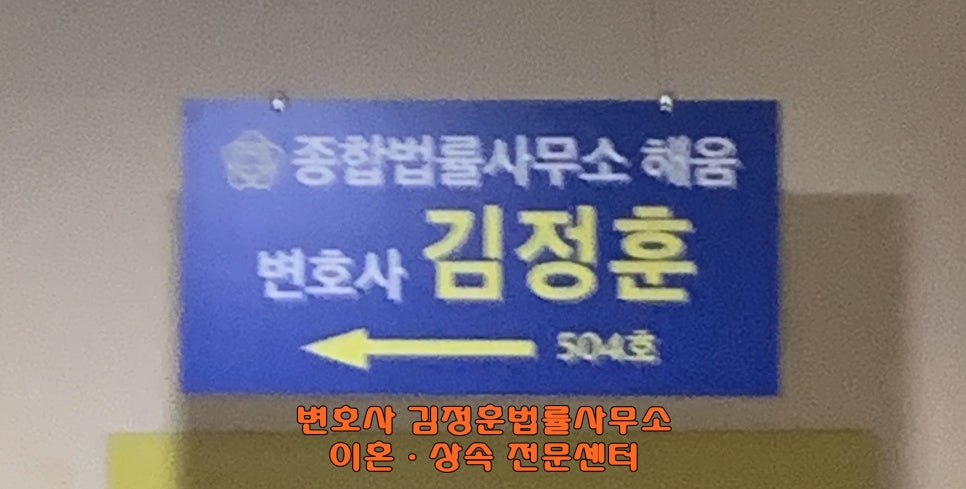 종합법률사무소 해움
변호사 김정훈
504호
변호사 김정훈법률사무소
이혼·상속 전문센터